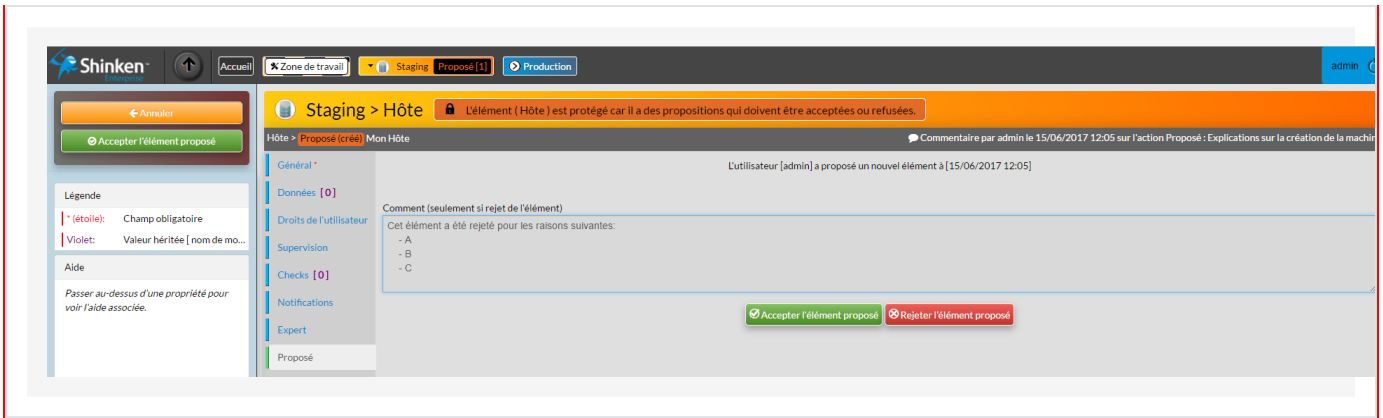 Shinken
Enterprise
Accueil
Zone de travail
Staging Proposé [1]
Production
admin
Annuler
Accepter l'élément proposé
Légende
* (étoile): Champ obligatoire
Violet: Valeur héritée [ nom de mo...
Aide
Passer au-dessus d'une propriété pour
voir l'aide associée.
Staging > Hôte
L'élément ( Hôte ) est protégé car il a des propositions qui doivent être acceptées ou refusées.
Hôte > Proposé (créé) Mon Hôte
Commentaire par admin le 15/06/2017 12:05 sur l'action Proposé : Explications sur la création de la machin
Général *
Données [0]
Droits de l'utilisateur
Supervision
Checks [0]
Notifications
Expert
Proposé
L'utilisateur [admin] a proposé un nouvel élément à [15/06/2017 12:05]
Comment (seulement si rejet de l'élément)
Cet élément a été rejeté pour les raisons suivantes:
- A
- B
- C
Accepter l'élément proposé
Rejeter l'élément proposé